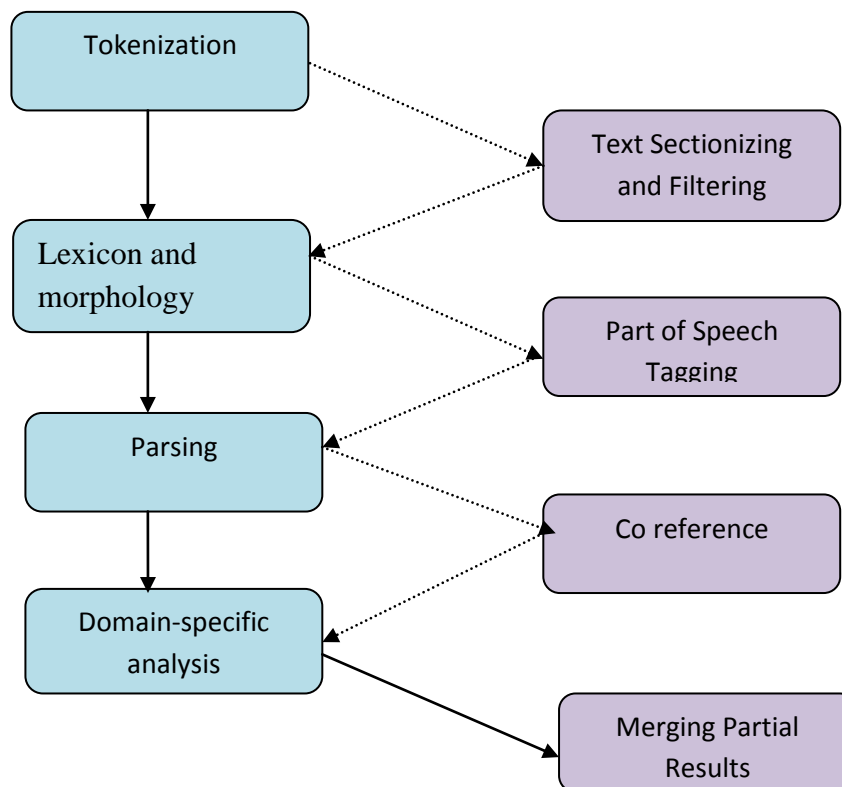 Tokenization
Text Sectionizing
and Filtering
Lexicon and
morphology
Part of Speech
Tagging
Parsing
Co reference
Domain-specific
analysis
Merging Partial
Results